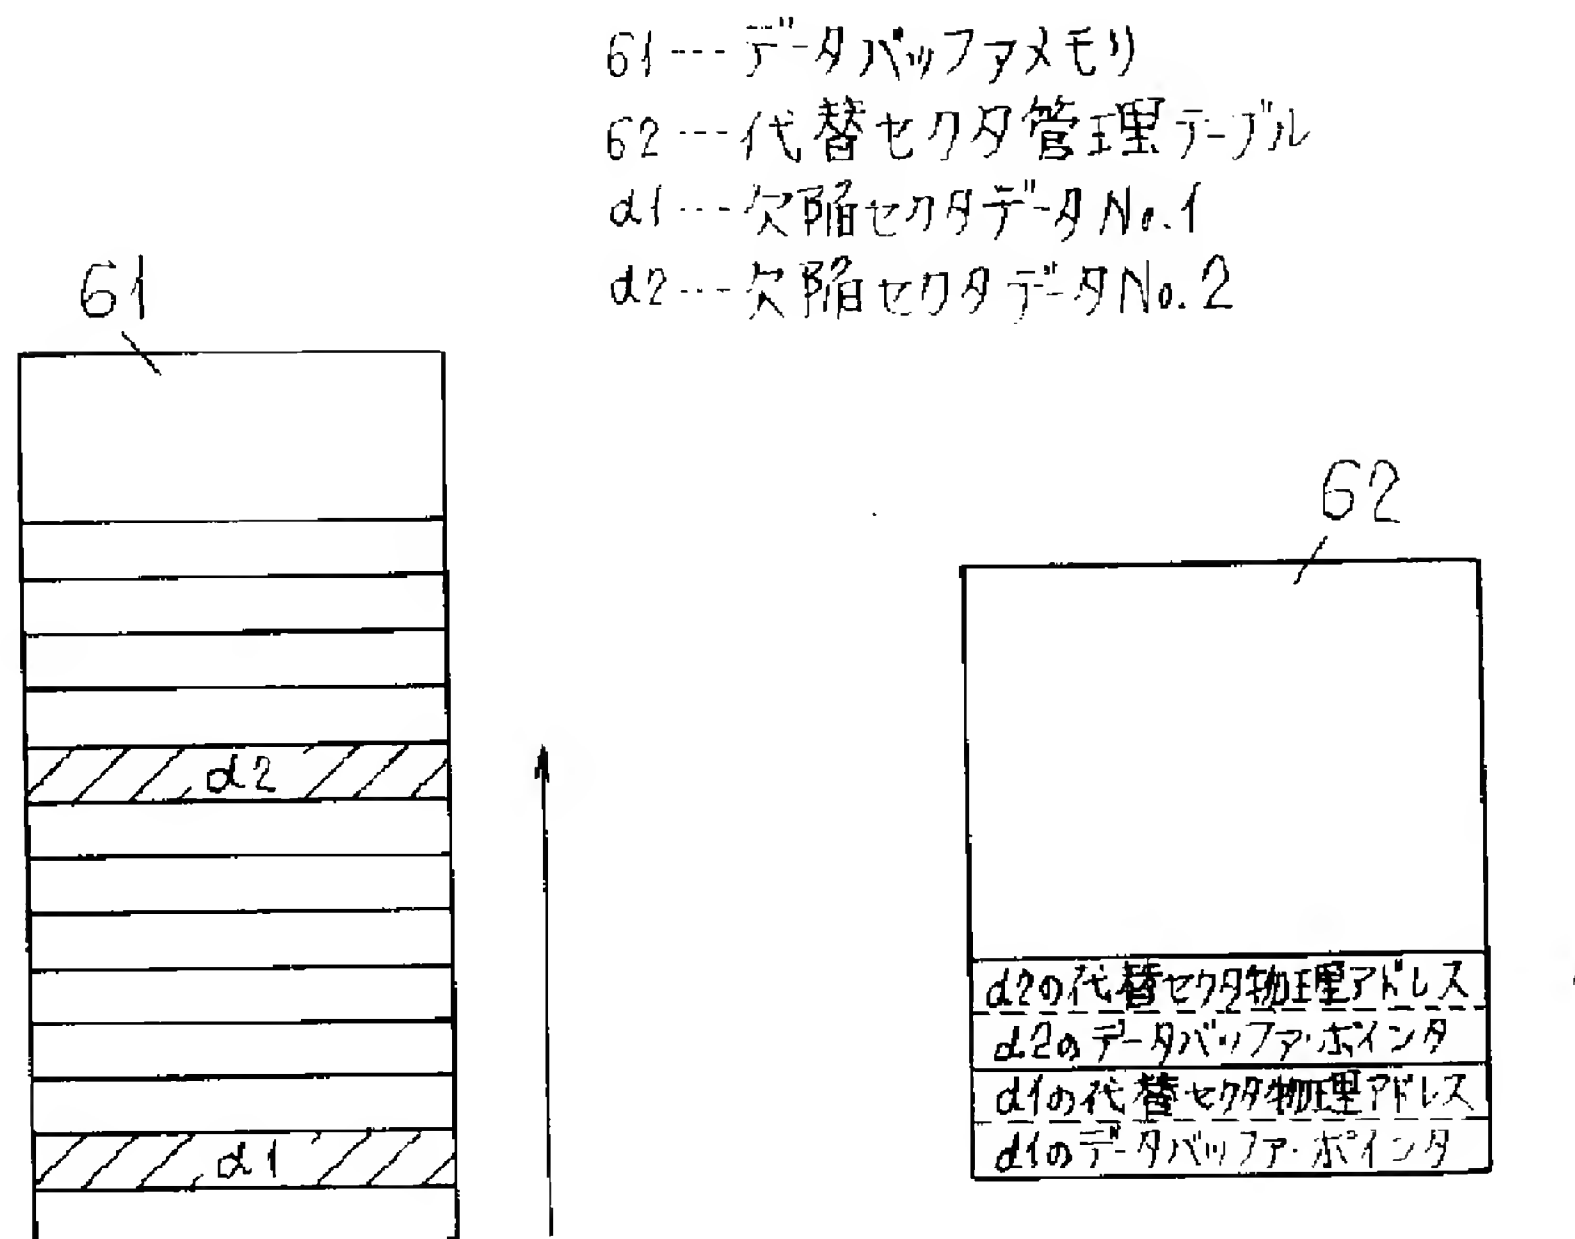 61…データバッファメモリ
62…代替セクタ管理テーブル
d1…欠陥セクタデータNo.1
d2…欠陥セクタデータNo.2
61
62
d2
d1
d2の代替セクタ物理アドレス
d2のデータバッファ・ポインタ
d1の代替セクタ物理アドレス
d1のデータバッファ・ポインタ